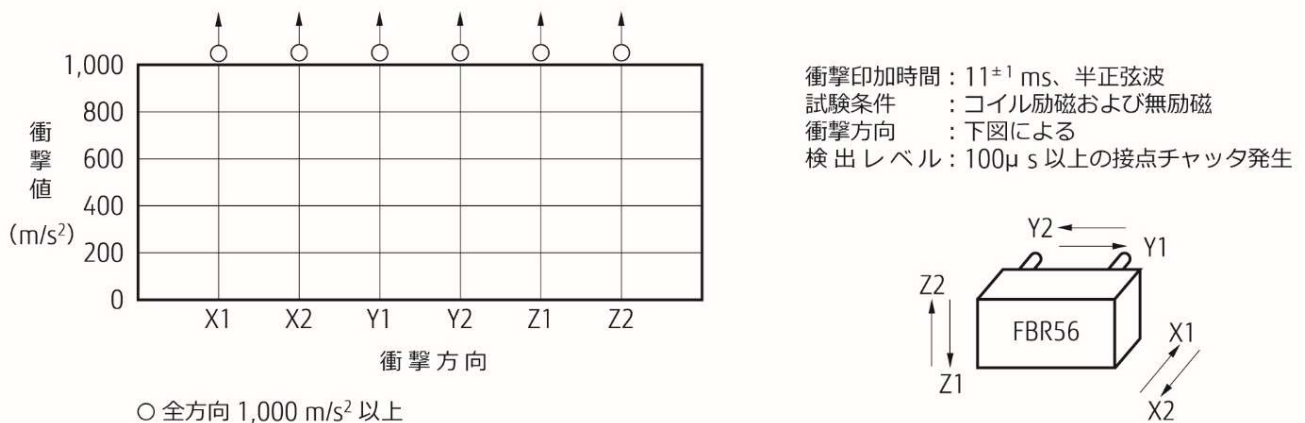 1,000
800
600
400
200
0
衝撃値
(m/s²)
X1 X2 Y1 Y2 Z1 Z2
衝撃方向
○ 全方向 1,000 m/s² 以上
衝撃印加時間：11±1 ms、半正弦波
試験条件　　：コイル励磁および無励磁
衝撃方向　　：下図による
検出レベル：100μ s 以上の接点チャッタ発生
Y2
Y1
Z2
FBR56
X1
Z1
X2